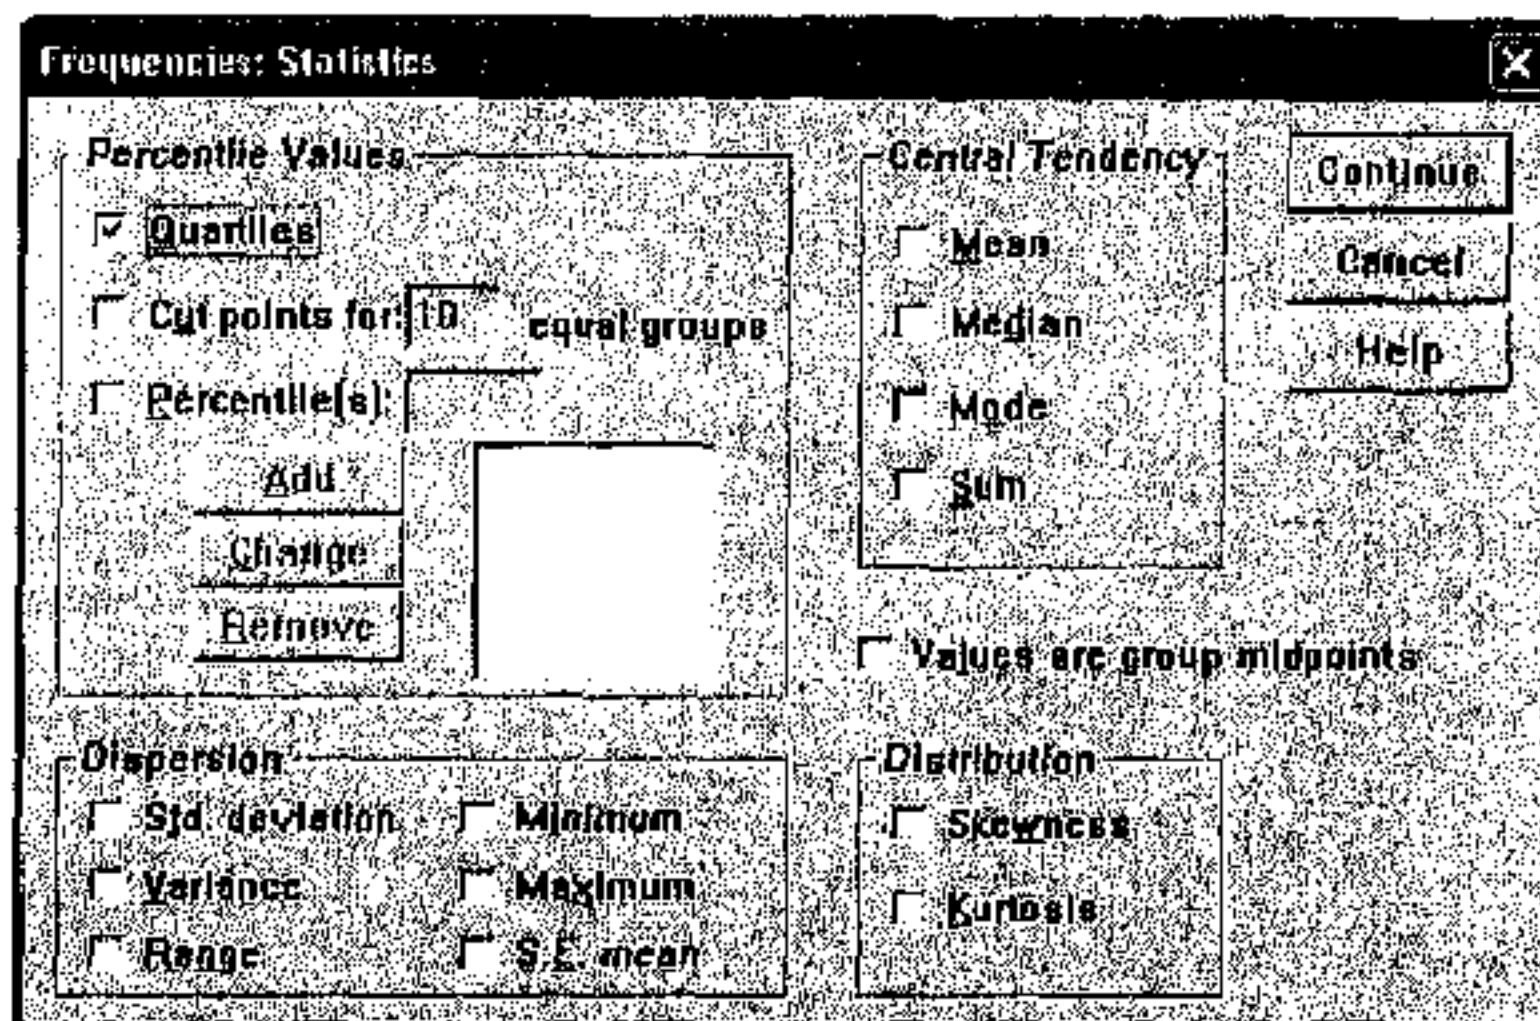 Frequencies: Statistics
Percentile Values
Quartiles
Cut points for: 10 equal groups
Percentile(s):
Add
Change
Remove
Central Tendency
Mean
Median
Mode
Sum
Continue
Cancel
Help
Values are group midpoints
Dispersion
Std. deviation
Minimum
Variance
Maximum
Range
S.E. mean
Distribution
Skewness
Kurtosis